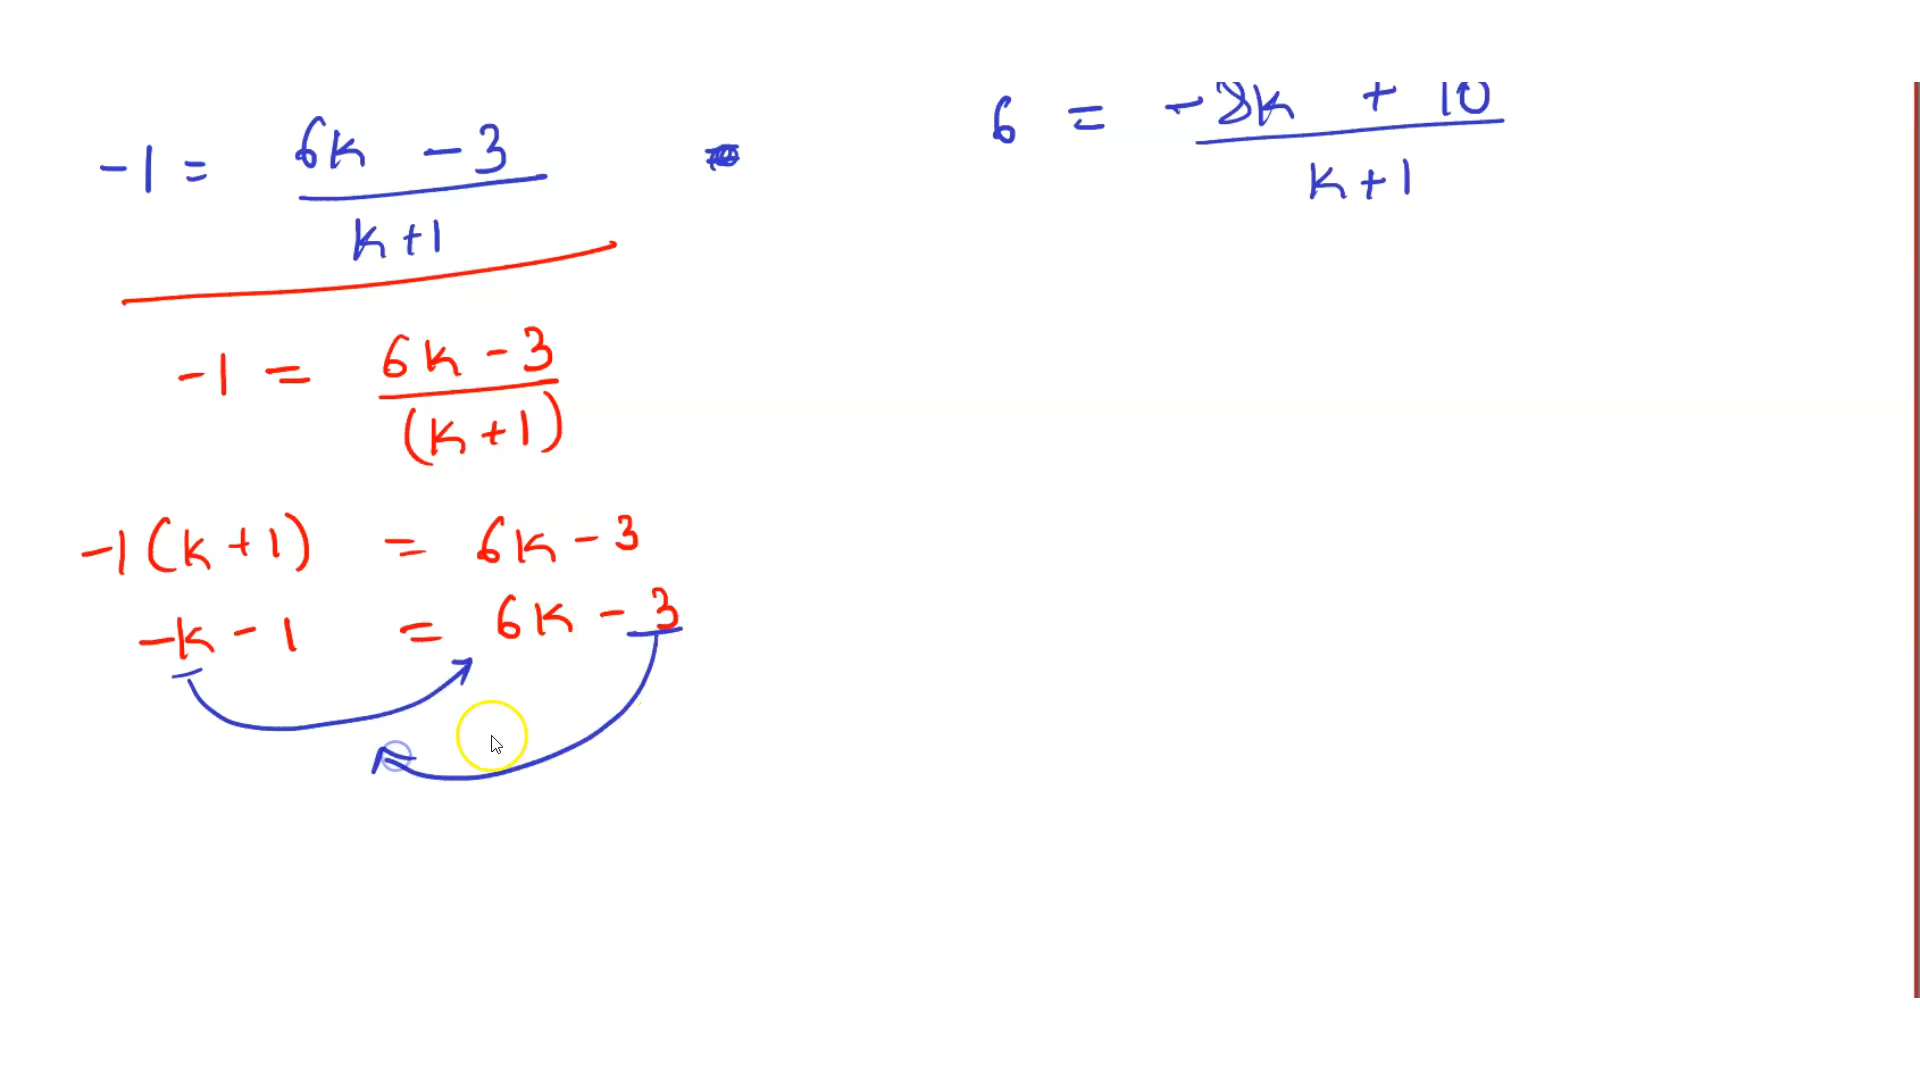 -1 = 6k - 3
k+1
6 = -8k + 10
k+1
-1 = 6k - 3
(k+1)
-1(k+1) = 6k - 3
-k - 1 = 6k - 3